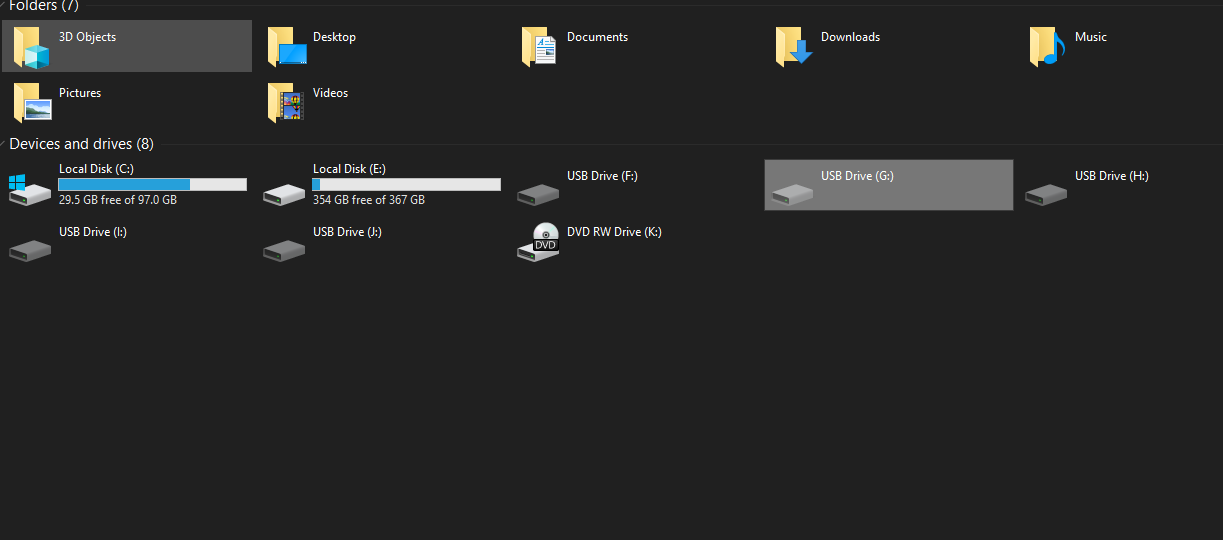 Folders (7)
3D Objects
Desktop
Documents
Downloads
Music
Pictures
Videos
Devices and drives (8)
Local Disk (C:)
29.5 GB free of 97.0 GB
Local Disk (E:)
354 GB free of 367 GB
USB Drive (F:)
USB Drive (G:)
USB Drive (H:)
USB Drive (I:)
USB Drive (J:)
DVD
DVD RW Drive (K:)